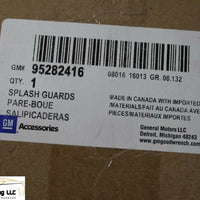 GM# 95282416
08016 16013 GR. 08.132
QTY. 1
SPLASH GUARDS
PARE-BOUE
SALIPICADERAS
MADE IN CANADA WITH IMPORTED
MATERIALS/FAIT AU CANADA AVEC
PIECES/MATERIAUX IMPORTES
GM Accessories
General Motors LLC
Detroit, Michigan 48243
www.gmgoodwrench.com